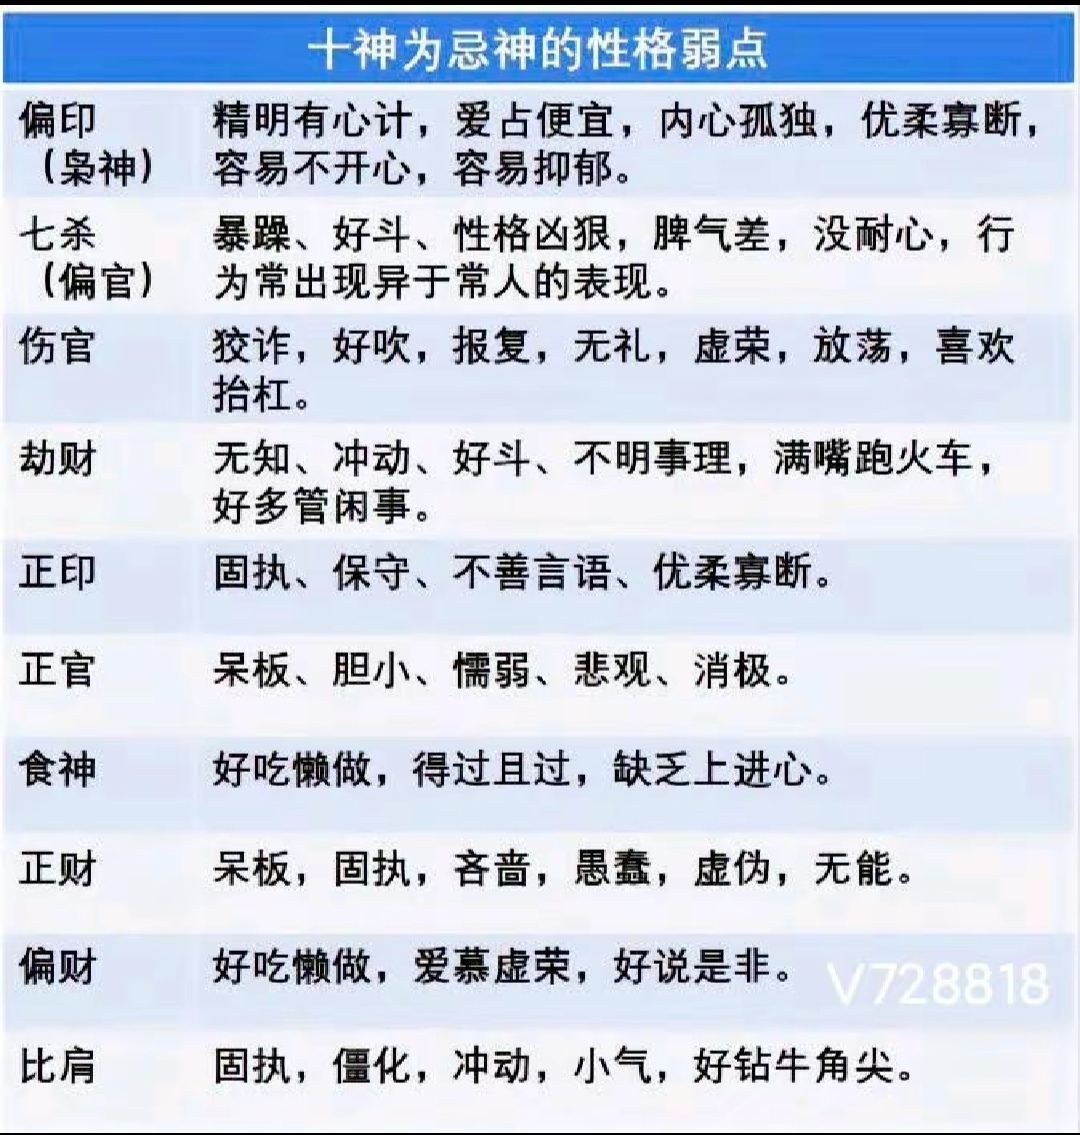 十神为忌神的性格弱点
偏印
（枭神）
精明有心计，爱占便宜，内心孤独，优柔寡断，
容易不开心，容易抑郁。
七杀
（偏官）
暴躁、好斗、性格凶狠，脾气差，没耐心，行
为常出现异于常人的表现。
伤官
狡诈，好吹，报复，无礼，虚荣，放荡，喜欢
抬杠。
劫财
无知、冲动、好斗、不明事理，满嘴跑火车，
好多管闲事。
正印
固执、保守、不善言语、优柔寡断。
正官
呆板、胆小、懦弱、悲观、消极。
食神
好吃懒做，得过且过，缺乏上进心。
正财
呆板，固执，吝啬，愚蠢，虚伪，无能。
偏财
好吃懒做，爱慕虚荣，好说是非。
V728818
比肩
固执，僵化，冲动，小气，好钻牛角尖。